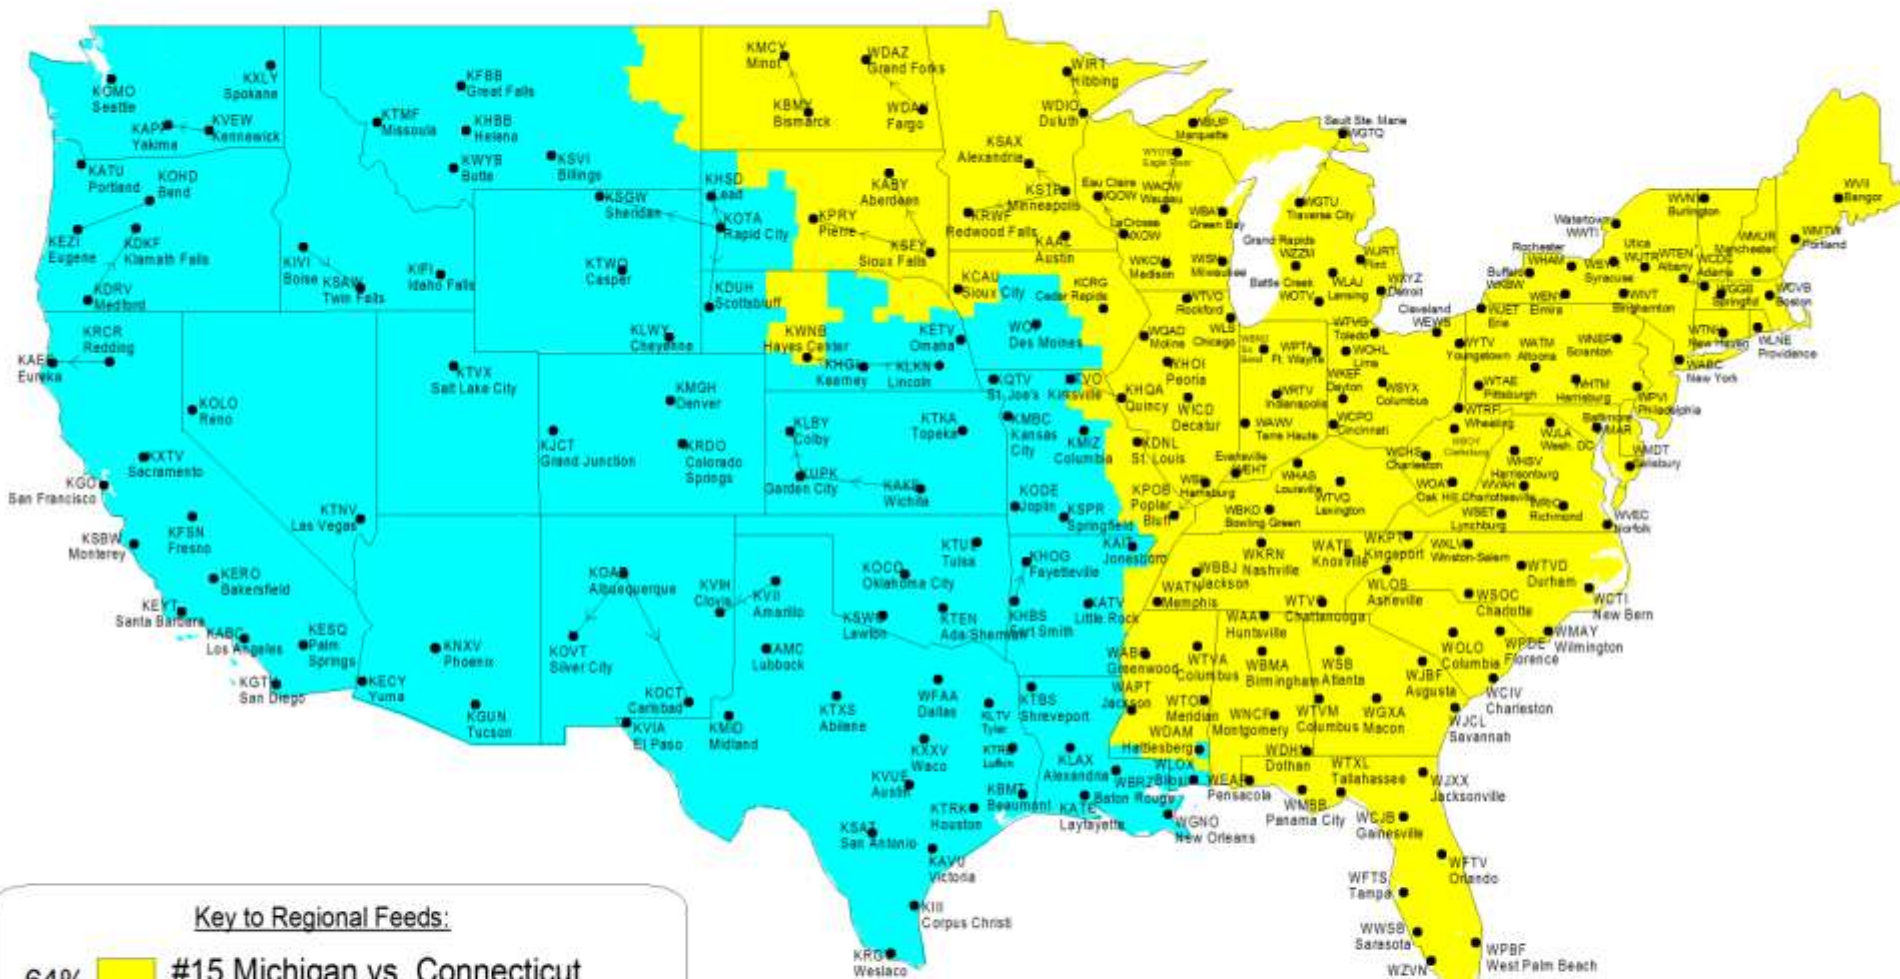 KOMO
Seattle
KXLY
Spokane
KVEW
Kennewick
Yakima
KATU
Portland
KOHD
Bend
KEZI
Eugene
KDKF
Klamath Falls
KDRV
Medford
KTMF
Missoula
KFBB
Great Falls
KHBB
Helena
KWYB
Butte
KSVI
Billings
KIVI
Boise
Twin Falls
KIFI
Idaho Falls
KSGW
Sheridan
KTWO
Casper
KLWY
Cheyenne
KHSD
Lead
KOTA
Rapid City
KDUH
Scottsbluff
KMCY
Minot
KBMY
Bismarck
WDAZ
Grand Forks
WDAY
Fargo
KABY
Aberdeen
KPRY
Pierre
KSFY
Sioux Falls
WIRT
Hibbing
WDIO
Duluth
KSAX
Alexandria
KSTP
Minneapolis
KRWF
Redwood Falls
KAAL
Austin
KCAU
Sioux City
KCRG
Cedar Rapids
Des Moines
KWNB
Hayes Center
KETV
Omaha
Kearney
KLKN
Lincoln
KRCR
Redding
Eureka
KOLO
Reno
KXTV
Sacramento
KGO
San Francisco
KSBW
Monterey
KFSN
Fresno
KERO
Bakersfield
KEYT
Santa Barbara
KABC
Los Angeles
KESQ
Palm
Springs
San Diego
KECY
Yuma
KTNV
Las Vegas
KTVX
Salt Lake City
KMGH
Denver
KJCT
Grand Junction
KRDO
Colorado
Springs
KNXV
Phoenix
KGUN
Tucson
Albuquerque
KOVT
Silver City
KOCT
Carlsbad
KVIA
El Paso
KVIH
Clovis
KVII
Amarillo
KAMC
Lubbock
KMID
Midland
KLBY
Colby
KUPK
Garden City
KAKE
Wichita
KTKA
Topeka
KQTV
St. Joe's
KMBC
Kansas
City
Kirksville
KMIZ
Columbia
KODE
Joplin
KSPR
Springfield
KTUL
Tulsa
KOCO
Oklahoma City
KSWO
Lawton
KTEN
Ada/Sherman
KHOG
Fayetteville
KHBS
Fort Smith
KATV
Little Rock
KAIT
Jonesboro
KTXS
Abilene
WFAA
Dallas
KLTV
Tyler
Lufkin
KTBS
Shreveport
KXXV
Waco
KVUE
Austin
KTRK
Houston
KBMT
Beaumont
KLAX
Alexandria
WBRZ
Baton Rouge
KATC
Layfayette
WGNO
New Orleans
KSAT
San Antonio
KAVU
Victoria
KIII
Corpus Christi
Weslaco
Marquette
Sault Ste. Marie
WGTQ
WGTU
Traverse City
Eau Claire
WQOW
WAOW
Wausau
LaCrosse
WXOW
WBAY
Green Bay
Madison
WISN
Milwaukee
Grand Rapids
WZZM
Battle Creek
WOTV
WJRT
Flint
WLAJ
Lansing
WXYZ
Detroit
WTVO
Rockford
WLS
Chicago
WQAD
Moline
WHOI
Peoria
KHQA
Quincy
WICD
Decatur
KDNL
St. Louis
WSIL
Harrisburg
KPOB
Poplar
Bluff
WPTA
Ft. Wayne
WRTV
Indianapolis
WAWV
Terre Haute
Evansville
WEHT
WTVG
Toledo
WOHL
Lima
Cleveland
WEWS
WKEF
Dayton
WSYX
Columbus
WCPO
Cincinnati
WYTV
Youngstown
WTRF
Wheeling
WHAS
Louisville
WTVQ
Lexington
WBKO
Bowling Green
WCHS
Charleston
WOAY
Oak Hill
WKRN
Nashville
WBBJ
Jackson
WATN
Memphis
WATE
Knoxville
WKPT
Kingsport
WTVC
Chattanooga
Watertown
WWTI
Rochester
WHAM
Utica
WUTR
WSYR
Syracuse
Buffalo
WKBW
WENY
Elmira
WIVT
Binghamton
WTEN
Albany
WCDC
Adams
WVNY
Burlington
WMUR
Manchester
WMTW
Portland
WVII
Bangor
WGGB
Springfld
WCVB
Boston
WTNH
New Haven
WLNE
Providence
WABC
New York
WJET
Erie
WATM
Altoona
WNEP
Scranton
WTAE
Pittsburgh
WHTM
Harrisburg
WPVI
Philadelphia
Baltimore
WMAR
WJLA
Wash. DC
WMDT
Salisbury
WHSV
Harrisonburg
WVAW
Charlottesville
WRIC
Richmond
WSET
Lynchburg
WVEC
Norfolk
WXLV
Winston-Salem
WTVD
Durham
WLOS
Asheville
WSOC
Charlotte
WCTI
New Bern
WMAY
Wilmington
WPDE
Florence
WOLO
Columbia
WCIV
Charleston
WJBF
Augusta
WJCL
Savannah
WSB
Atlanta
WGXA
Macon
WTVM
Columbus
Huntsville
WBMA
Birmingham
WNCF
Montgomery
WDHN
Dothan
WABG
Greenwood
WTVA
Columbus
WAPT
Jackson
WTOK
Meridian
WDAM
Hattiesberg
WLOX
Biloxi
WEAR
Pensacola
WMBB
Panama City
WTXL
Tallahassee
WJXX
Jacksonville
WCJB
Gainesville
WFTV
Orlando
WFTS
Tampa
WWSB
Sarasota
WPBF
West Palm Beach
WZVN
Key to Regional Feeds:
64% #15 Michigan vs. Connecticut